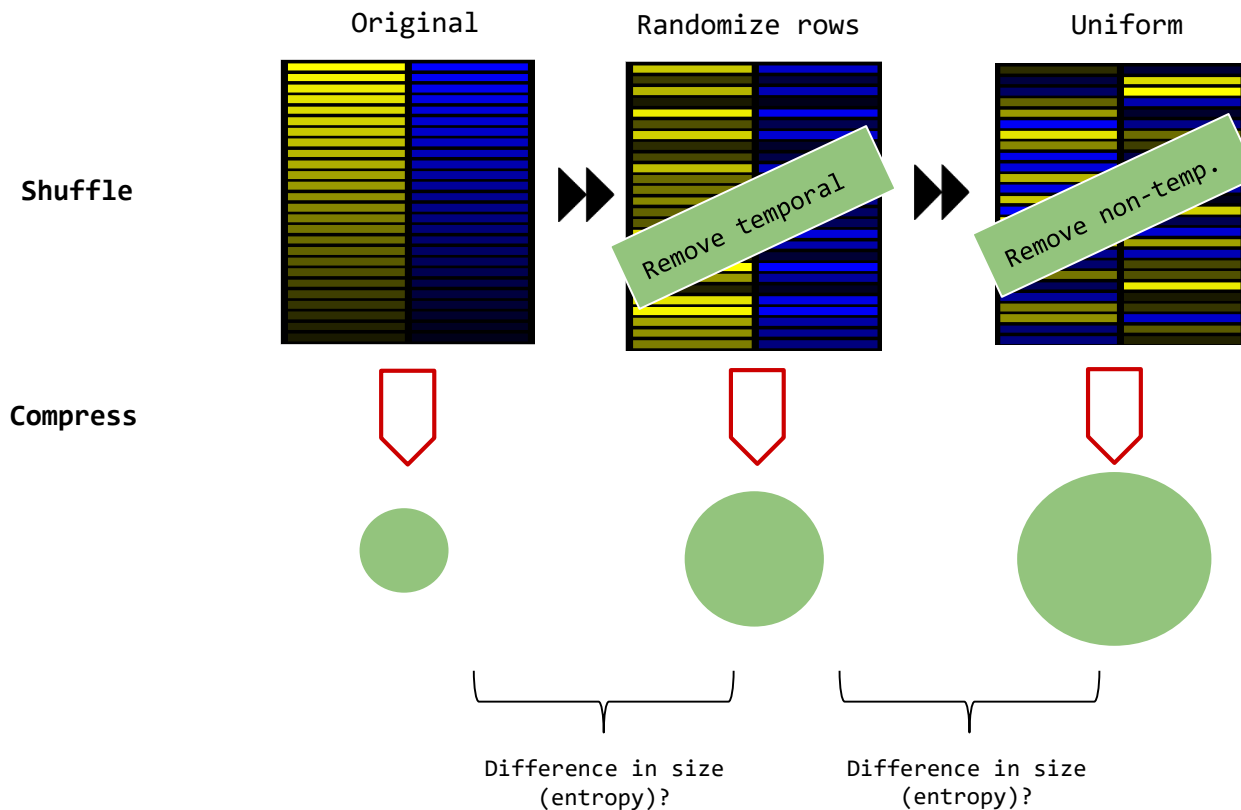 Original
Randomize rows
Uniform
Shuffle
Remove temporal
Remove non-temp.
Compress
Difference in size
(entropy)?
Difference in size
(entropy)?